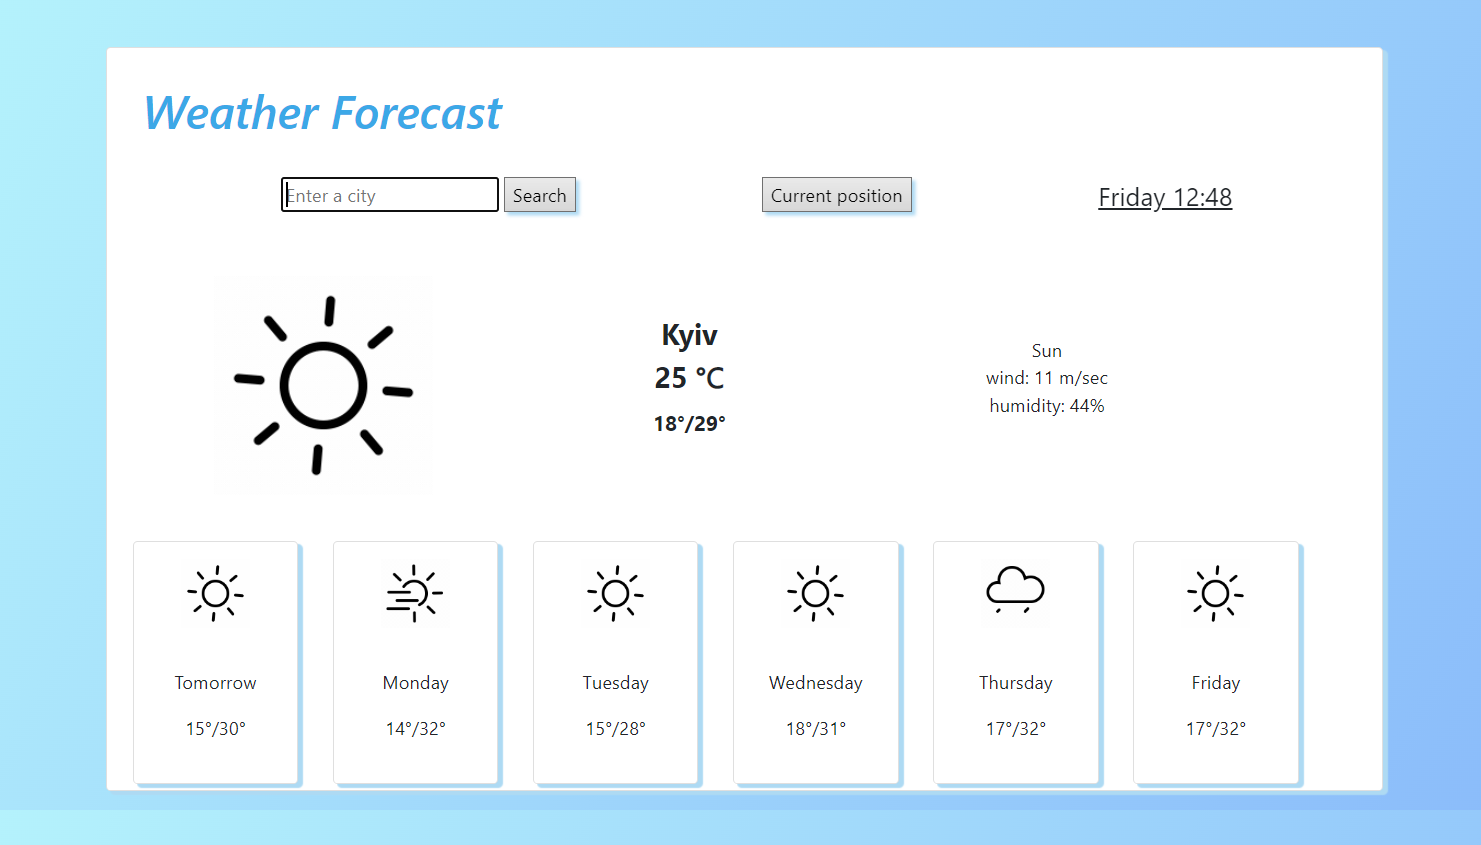 Weather Forecast
Enter a city
Search
Current position
Friday 12:48
Kyiv
25 °C
18°/29°
Sun
wind: 11 m/sec
humidity: 44%
Tomorrow
15°/30°
Monday
14°/32°
Tuesday
15°/28°
Wednesday
18°/31°
Thursday
17°/32°
Friday
17°/32°